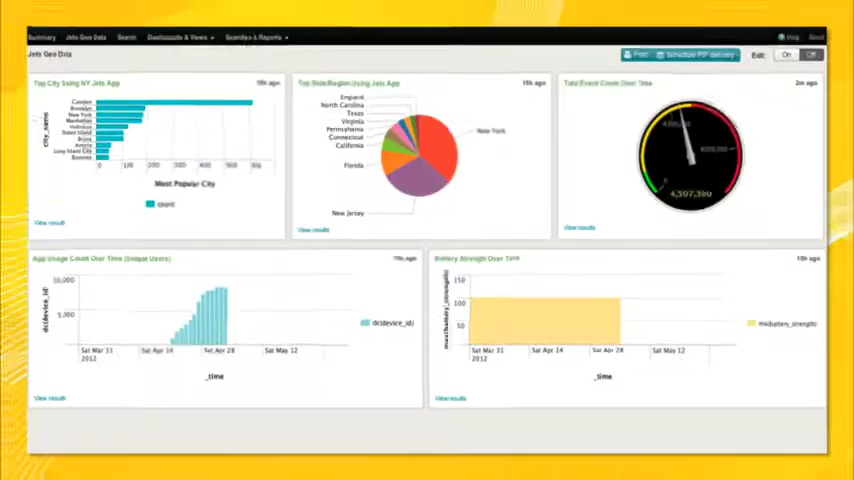 Summary Jets Geo Data Search Dashboards & Views Searches & Reports Help About
Jets Geo Data
Print Schedule PDF delivery Edit: On Off
Top City Using NY Jets App 15h ago
Camden
Brooklyn
New York
Manhattan
Hoboken
Staten Island
Bronx
Astoria
Long Island City
Bayonne
city_name
Most Popular City
count
View results
Top State/Region Using Jets App 15h ago
England
North Carolina
Texas
Virginia
Pennsylvania
Connecticut
California
Florida
New Jersey
New York
View results
Total Event Count Over Time 2m ago
4,500,000
0
4,507,390
View results
App Usage Count Over Time (Unique Users) 15h ago
10,000
5,000
dc(device_id)
Sat Mar 31 Sat Apr 14 Sat Apr 28 Sat May 12
2012
_time
dc(device_id)
View results
Battery Strength Over Time 15h ago
150
100
50
max(battery_strength)
Sat Mar 31 Sat Apr 14 Sat Apr 28 Sat May 12
2012
_time
View results